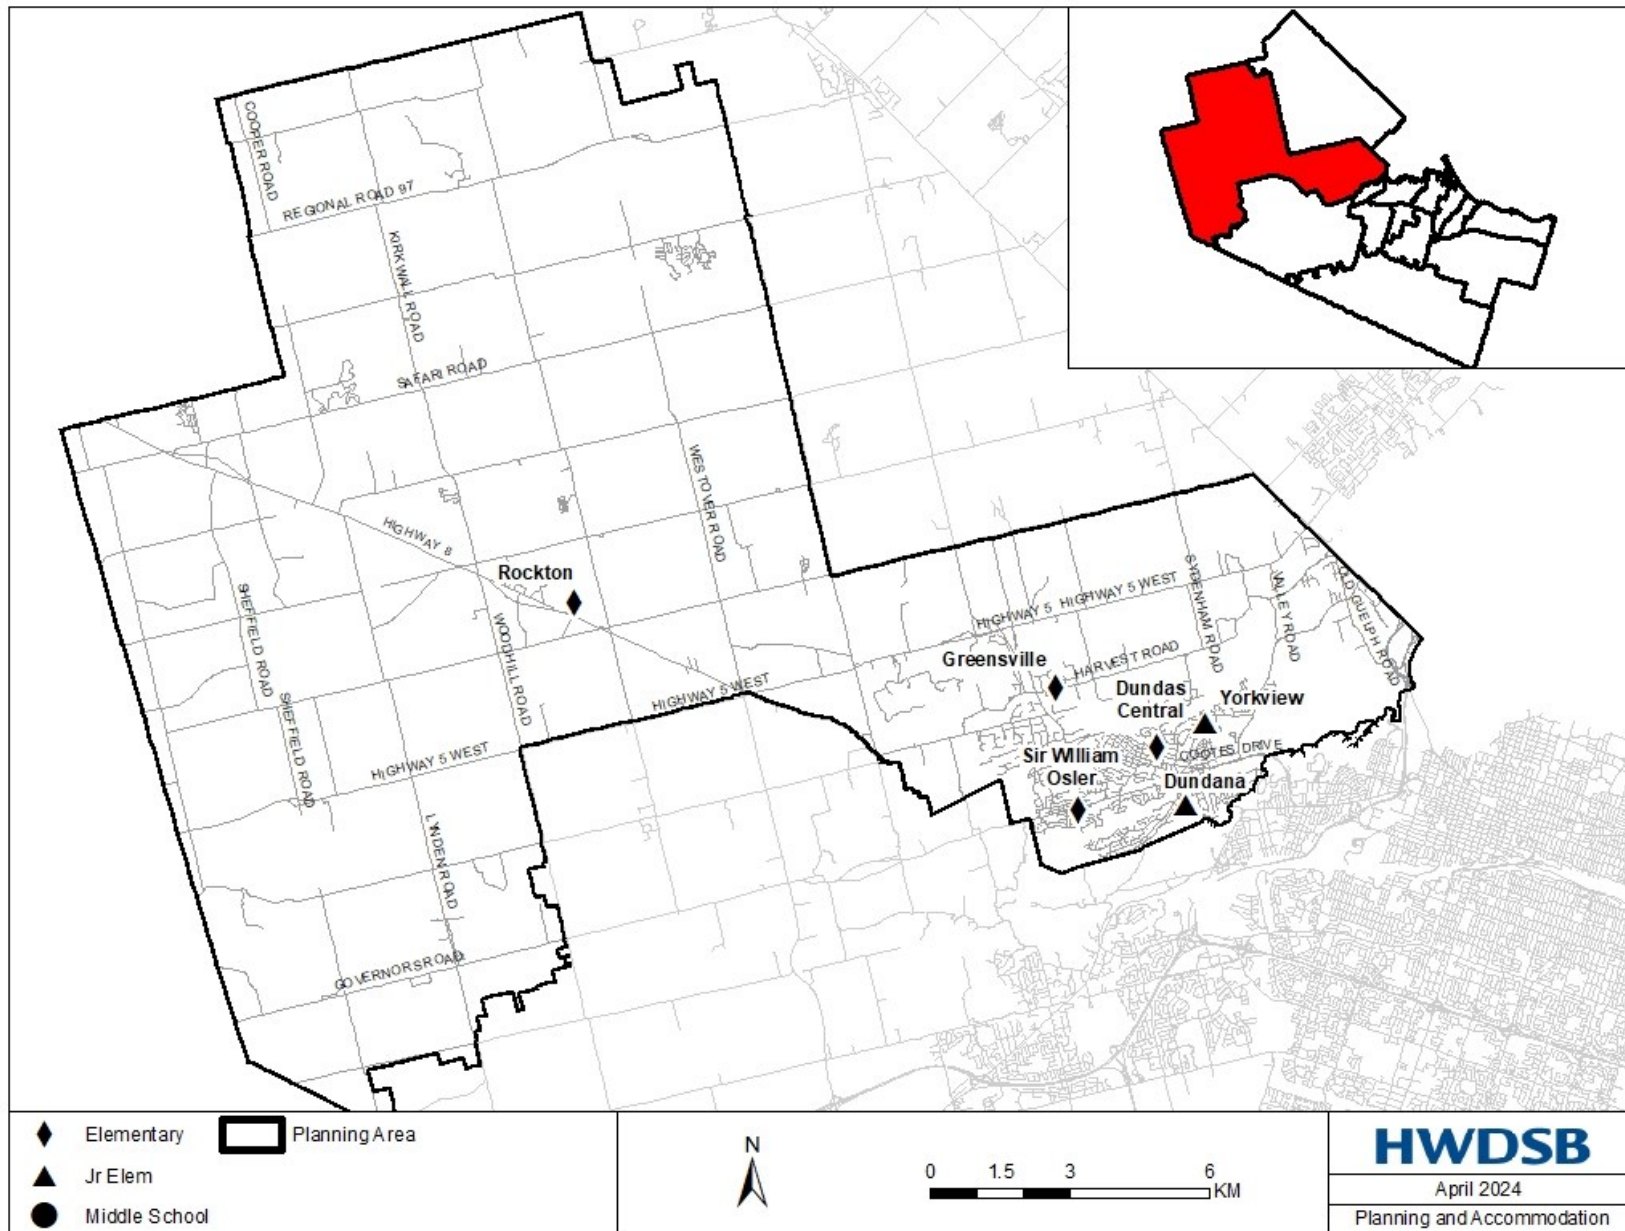 COOPER ROAD
REGIONAL ROAD 97
KIRKWALL ROAD
SAFARI ROAD
WESTOVER ROAD
HIGHWAY 8
Rockton
SHEFFIELD ROAD
SHEFFIELD ROAD
WOODHILL ROAD
HIGHWAY 5 WEST
HIGHWAY 5 WEST
LYNDEN ROAD
GOVERNORS ROAD
HIGHWAY 5
HIGHWAY 5 WEST
SYDENHAM ROAD
VALLEY ROAD
OLD GUELPH ROAD
HARVEST ROAD
Greensville
Dundas
Central
Yorkview
COOTES DRIVE
Sir William
Osler
Dundana
Elementary
Planning Area
Jr Elem
Middle School
N
0 1.5 3 6
KM
HWDSB
April 2024
Planning and Accommodation